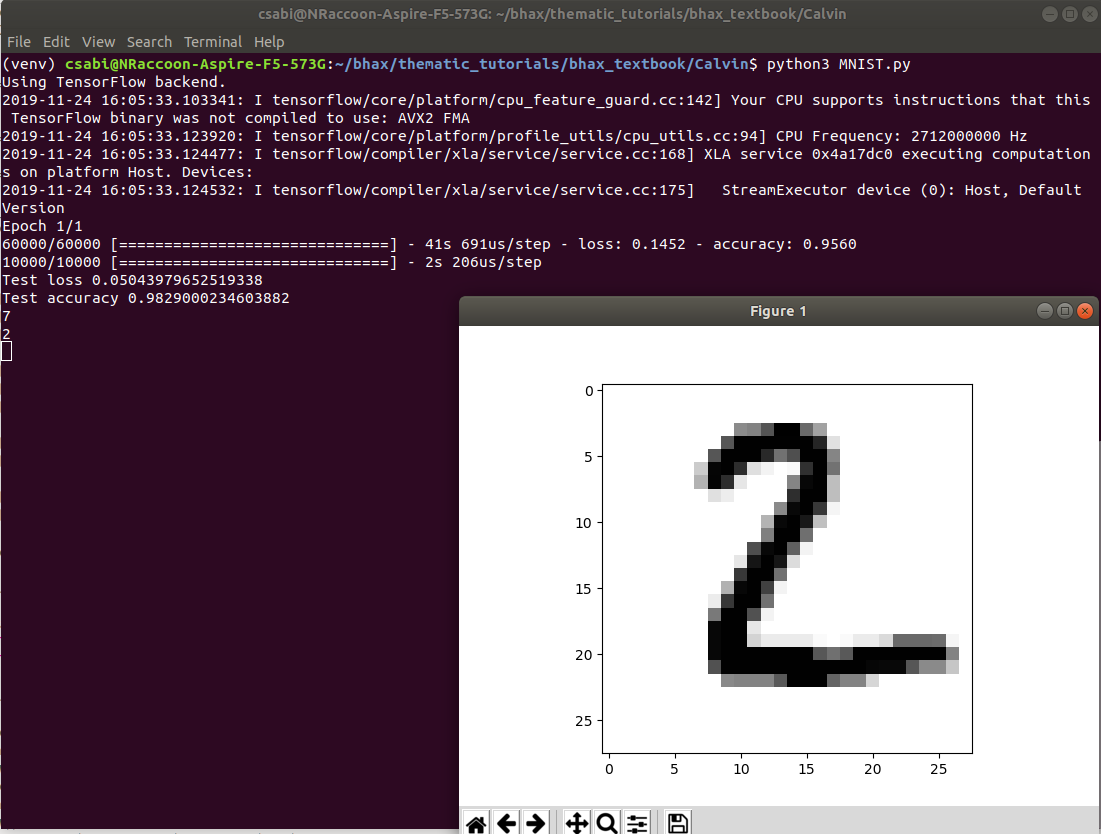 csabi@NRaccoon-Aspire-F5-573G: ~/bhax/thematic_tutorials/bhax_textbook/Calvin
File Edit View Search Terminal Help
(venv) csabi@NRaccoon-Aspire-F5-573G:~/bhax/thematic_tutorials/bhax_textbook/Calvin$ python3 MNIST.py
Using TensorFlow backend.
2019-11-24 16:05:33.103341: I tensorflow/core/platform/cpu_feature_guard.cc:142] Your CPU supports instructions that this
 TensorFlow binary was not compiled to use: AVX2 FMA
2019-11-24 16:05:33.123920: I tensorflow/core/platform/profile_utils/cpu_utils.cc:94] CPU Frequency: 2712000000 Hz
2019-11-24 16:05:33.124477: I tensorflow/compiler/xla/service/service.cc:168] XLA service 0x4a17dc0 executing computation
s on platform Host. Devices:
2019-11-24 16:05:33.124532: I tensorflow/compiler/xla/service/service.cc:175]   StreamExecutor device (0): Host, Default
Version
Epoch 1/1
60000/60000 [==============================] - 41s 691us/step - loss: 0.1452 - accuracy: 0.9560
10000/10000 [==============================] - 2s 206us/step
Test loss 0.05043979652519338
Test accuracy 0.9829000234603882
7
2
Figure 1
0
5
10
15
20
25
0 5 10 15 20 25
2